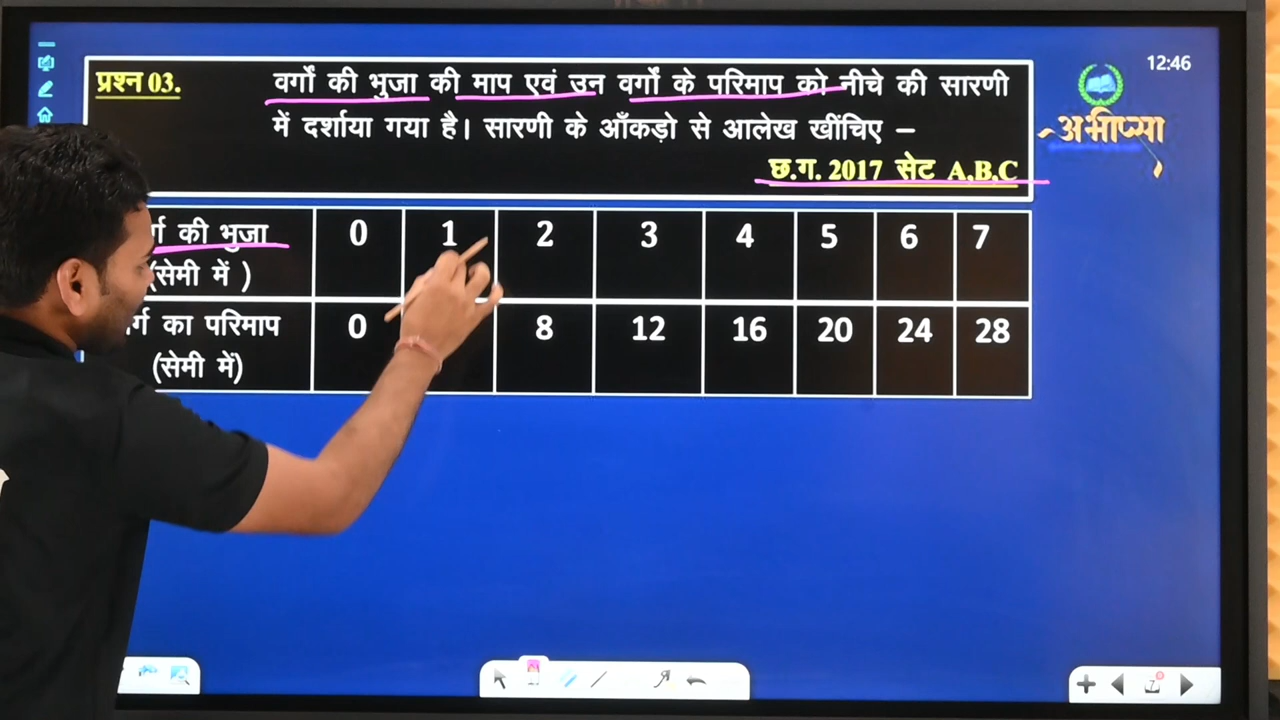 12:46
प्रश्न 03. वर्गों की भुजा की माप एवं उन वर्गों के परिमाप को नीचे की सारणी
में दर्शाया गया है। सारणी के आँकड़ो से आलेख खींचिए –
अभीप्सा
छ.ग. 2017 सेट A,B,C
की भुजा 0 1 2 3 4 5 6 7
(सेमी में )
का परिमाप 0 8 12 16 20 24 28
(सेमी में)